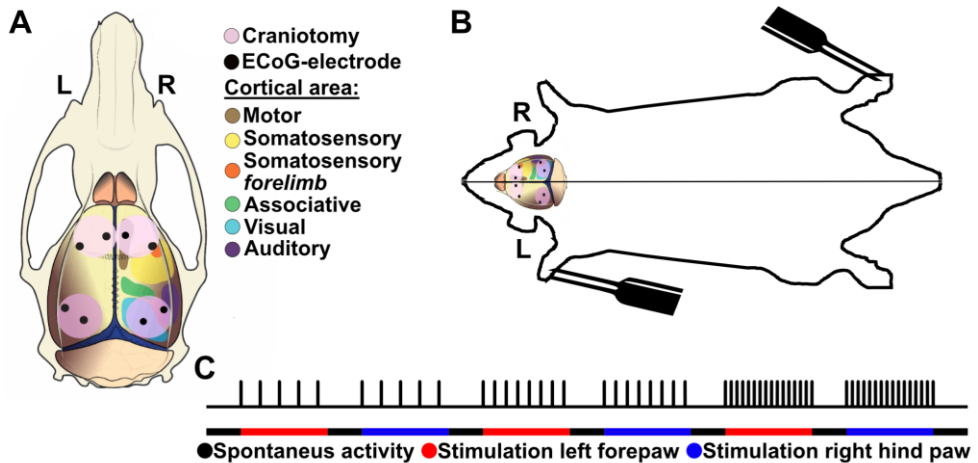 A
L
R
Craniotomy
ECoG-electrode
Cortical area:
Motor
Somatosensory
Somatosensory
forelimb
Associative
Visual
Auditory
B
R
L
C
Spontaneus activity
Stimulation left forepaw
Stimulation right hind paw